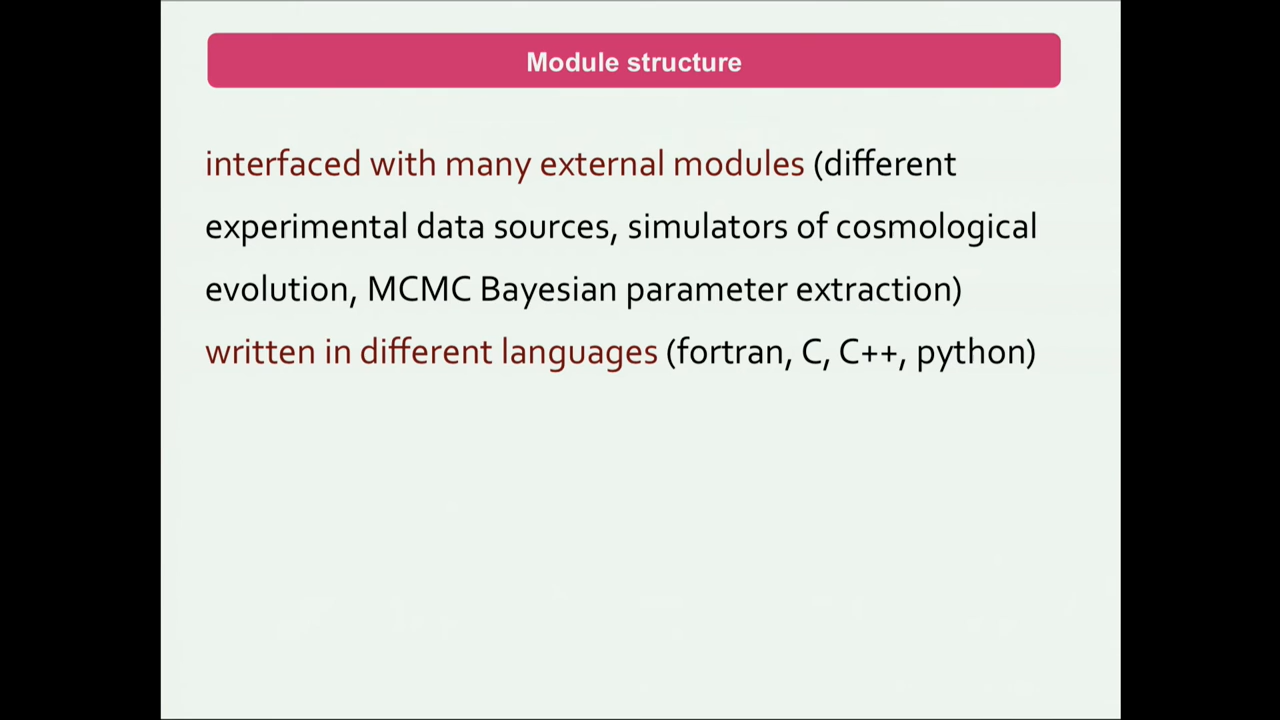 Module structure
interfaced with many external modules (different
experimental data sources, simulators of cosmological
evolution, MCMC Bayesian parameter extraction)
written in different languages (fortran, C, C++, python)